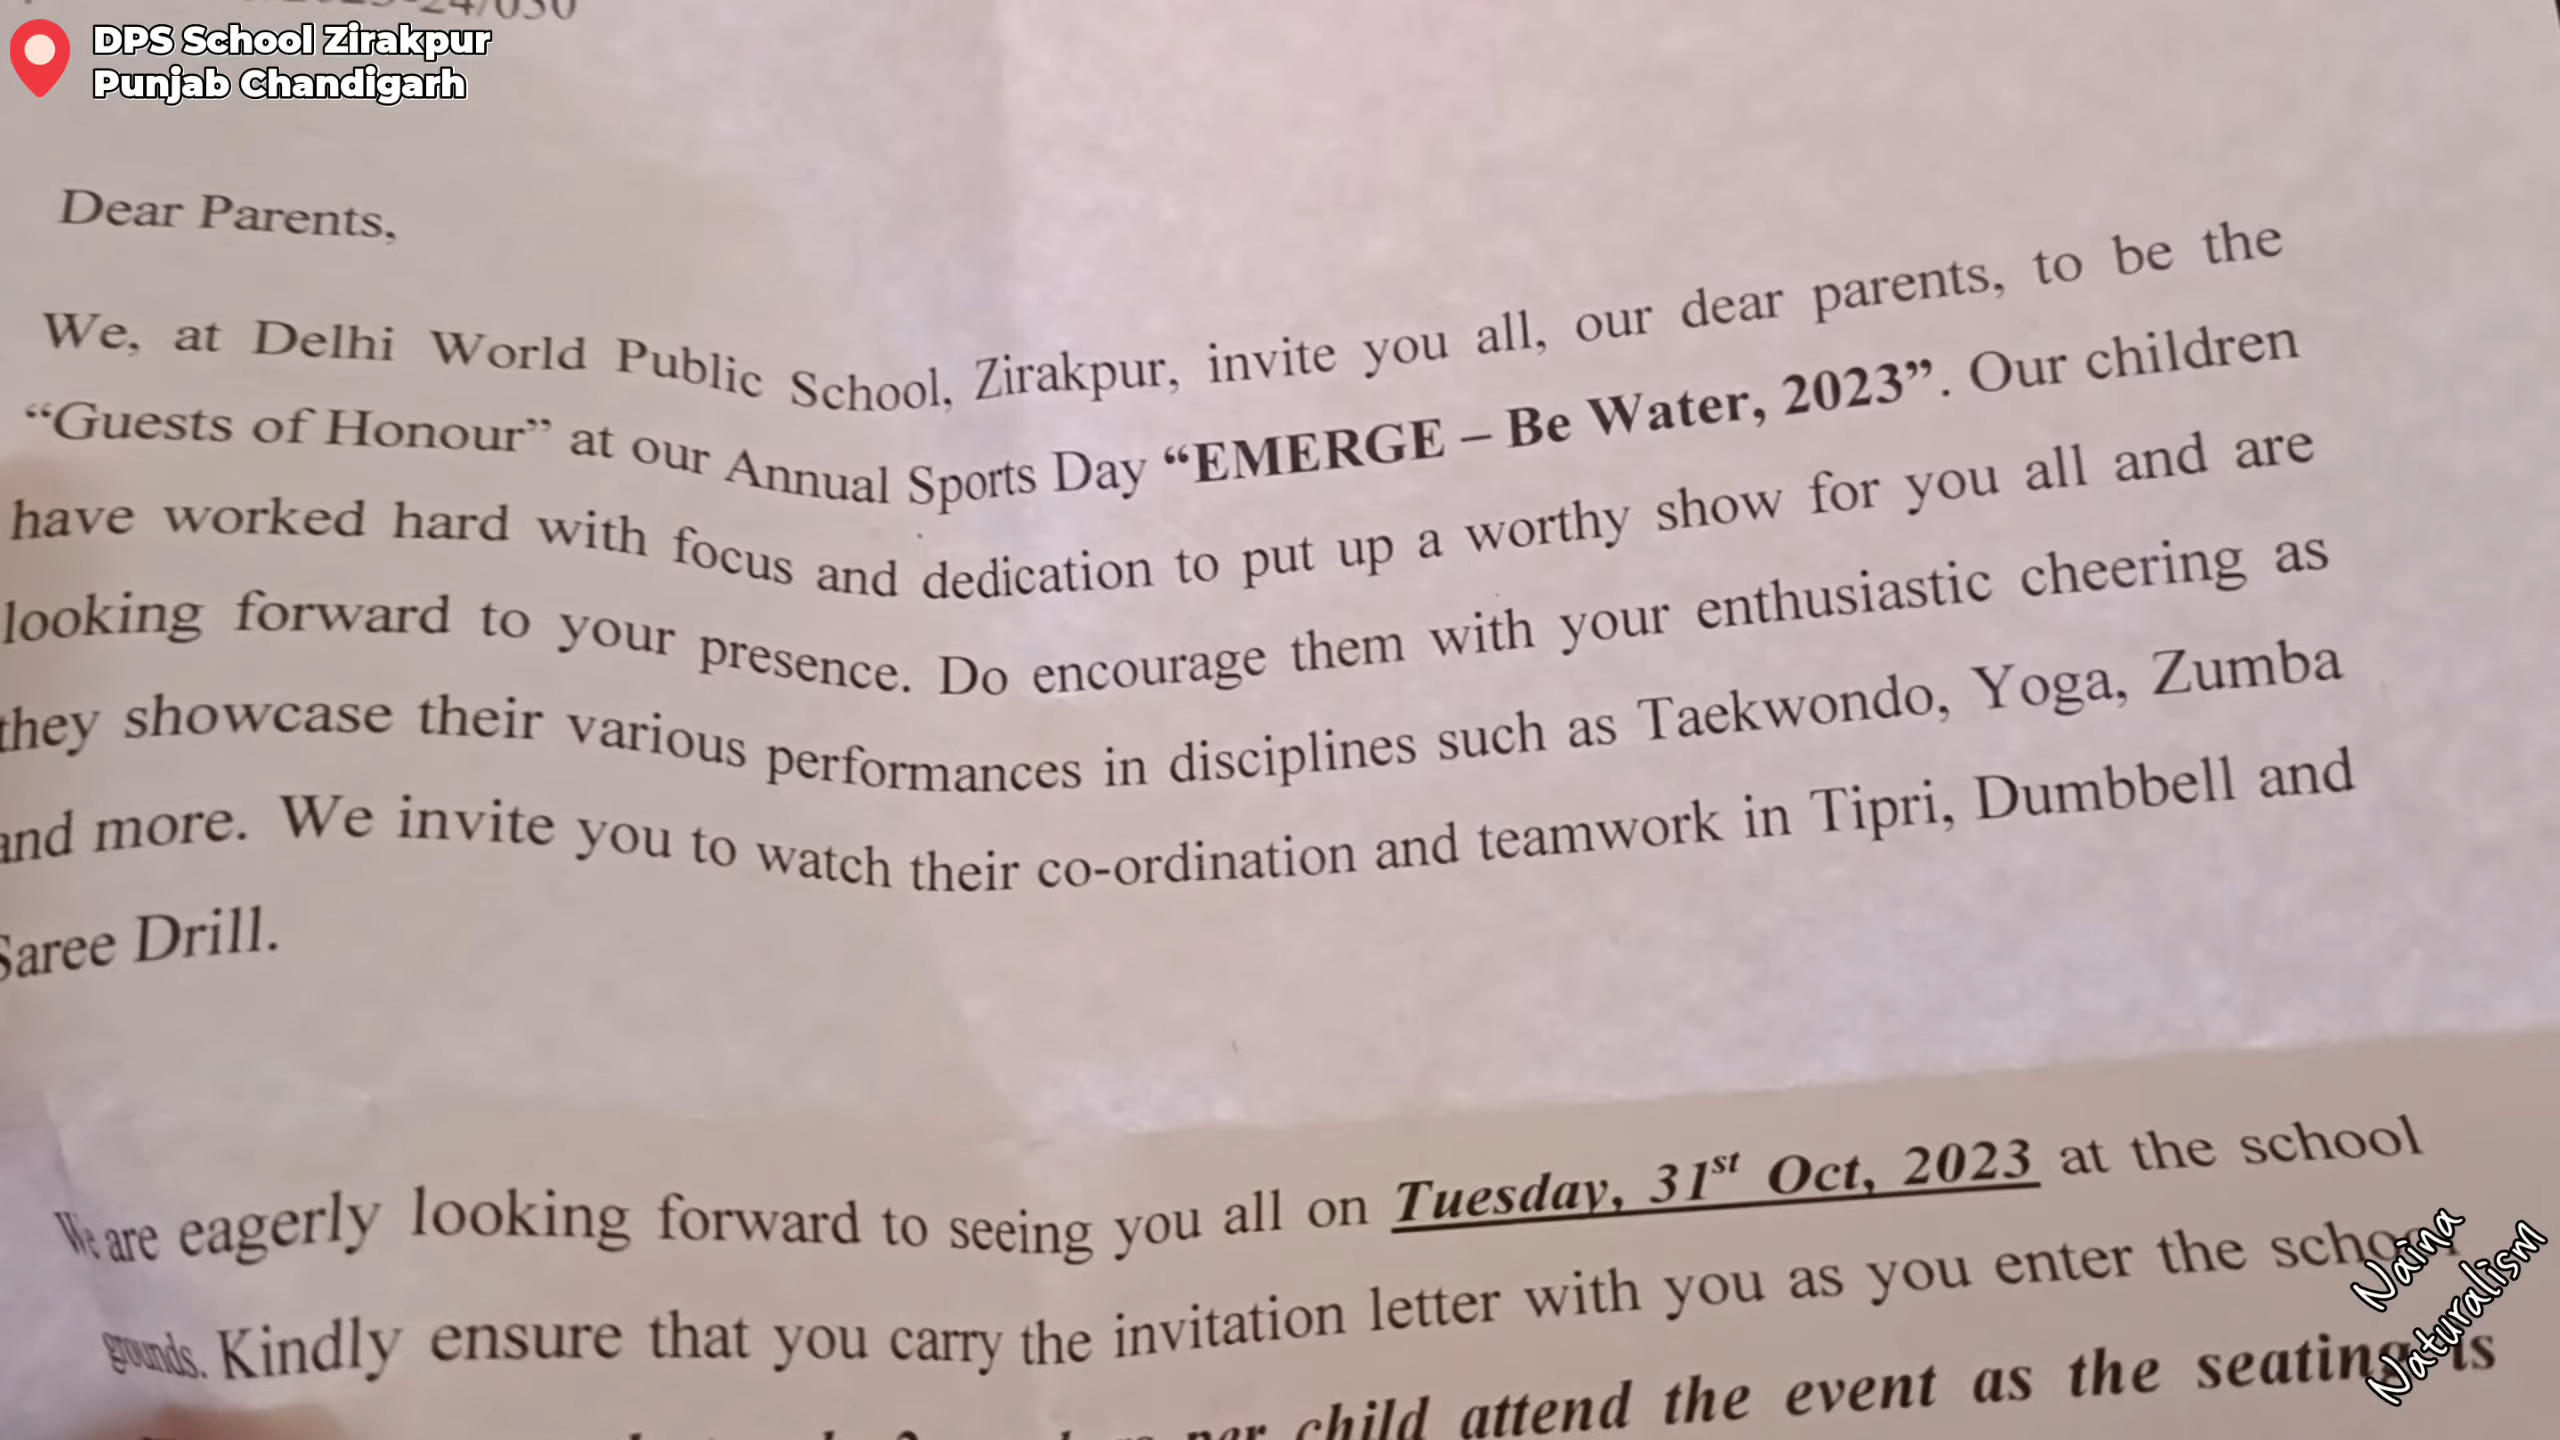 DPS School Zirakpur
Punjab Chandigarh
Dear Parents,
We, at Delhi World Public School, Zirakpur, invite you all, our dear parents, to be the
“Guests of Honour” at our Annual Sports Day “EMERGE – Be Water, 2023”. Our children
have worked hard with focus and dedication to put up a worthy show for you all and are
looking forward to your presence. Do encourage them with your enthusiastic cheering as
they showcase their various performances in disciplines such as Taekwondo, Yoga, Zumba
and more. We invite you to watch their co-ordination and teamwork in Tipri, Dumbbell and
Saree Drill.
We are eagerly looking forward to seeing you all on Tuesday, 31st Oct, 2023 at the school
grounds. Kindly ensure that you carry the invitation letter with you as you enter the school
per child attend the event as the seating is
Naina
Naturalism